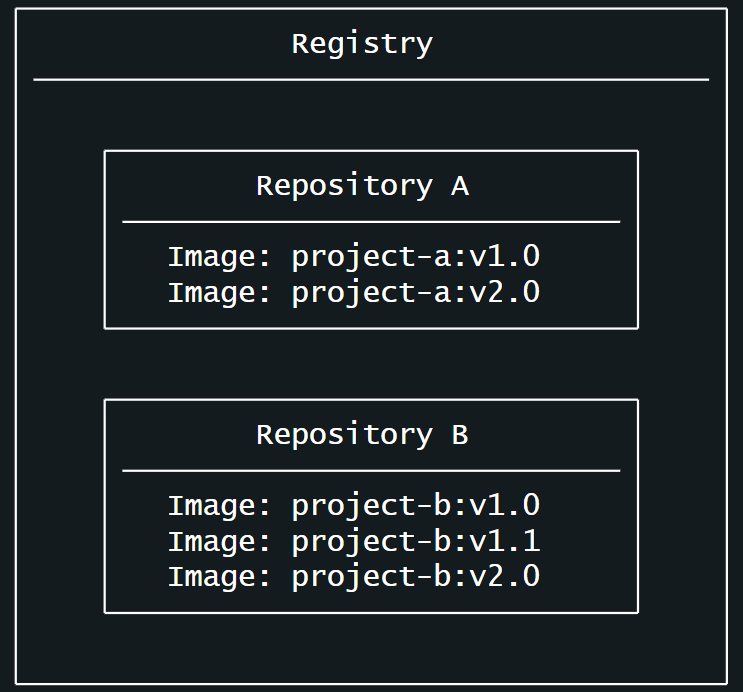 Registry
Repository A
Image: project-a:v1.0
Image: project-a:v2.0
Repository B
Image: project-b:v1.0
Image: project-b:v1.1
Image: project-b:v2.0